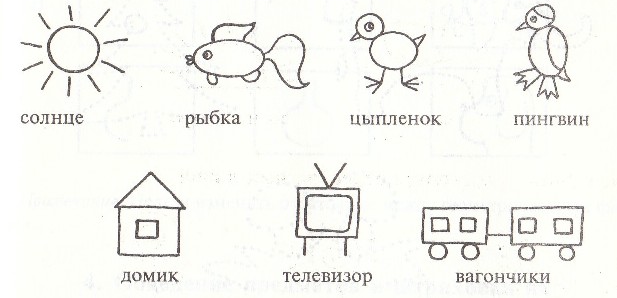 солнце рыбка цыпленок пингвин
домик телевизор вагончики